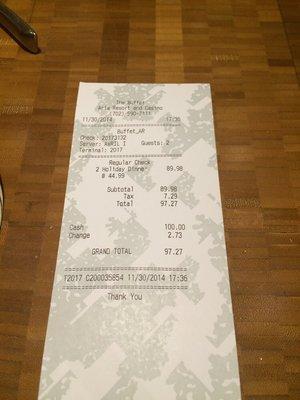 The Buffet
Aria Resort and Casino
(702) 590-7111
11/30/2014 17:36
Buffet_AR
Check: 20173132
Server: AVRIL I Guests: 2
Terminal: 2017
Regular Check
2 Holiday Dinner 89.98
@ 44.99
Subtotal 89.98
Tax 7.29
Total 97.27
Cash 100.00
Change 2.73
GRAND TOTAL 97.27
T2017 C200035854 11/30/2014 17:36
Thank You